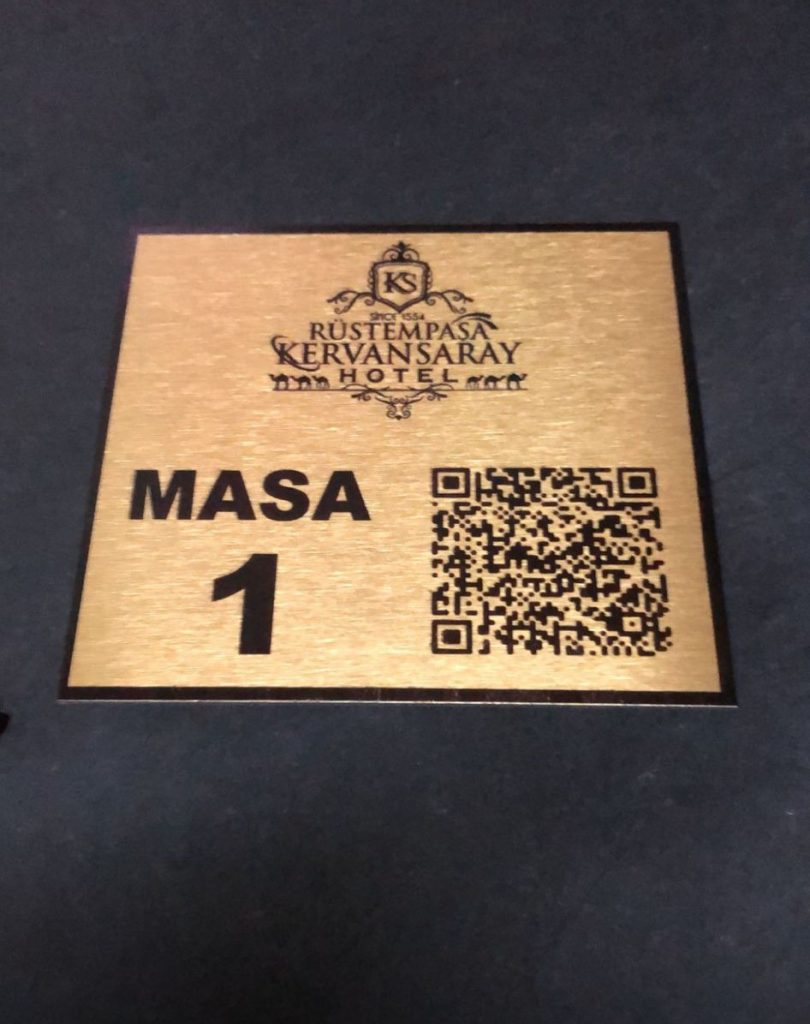 KS
SINCE 1554
RÜSTEMPAŞA
KERVANSARAY
HOTEL
MASA
1